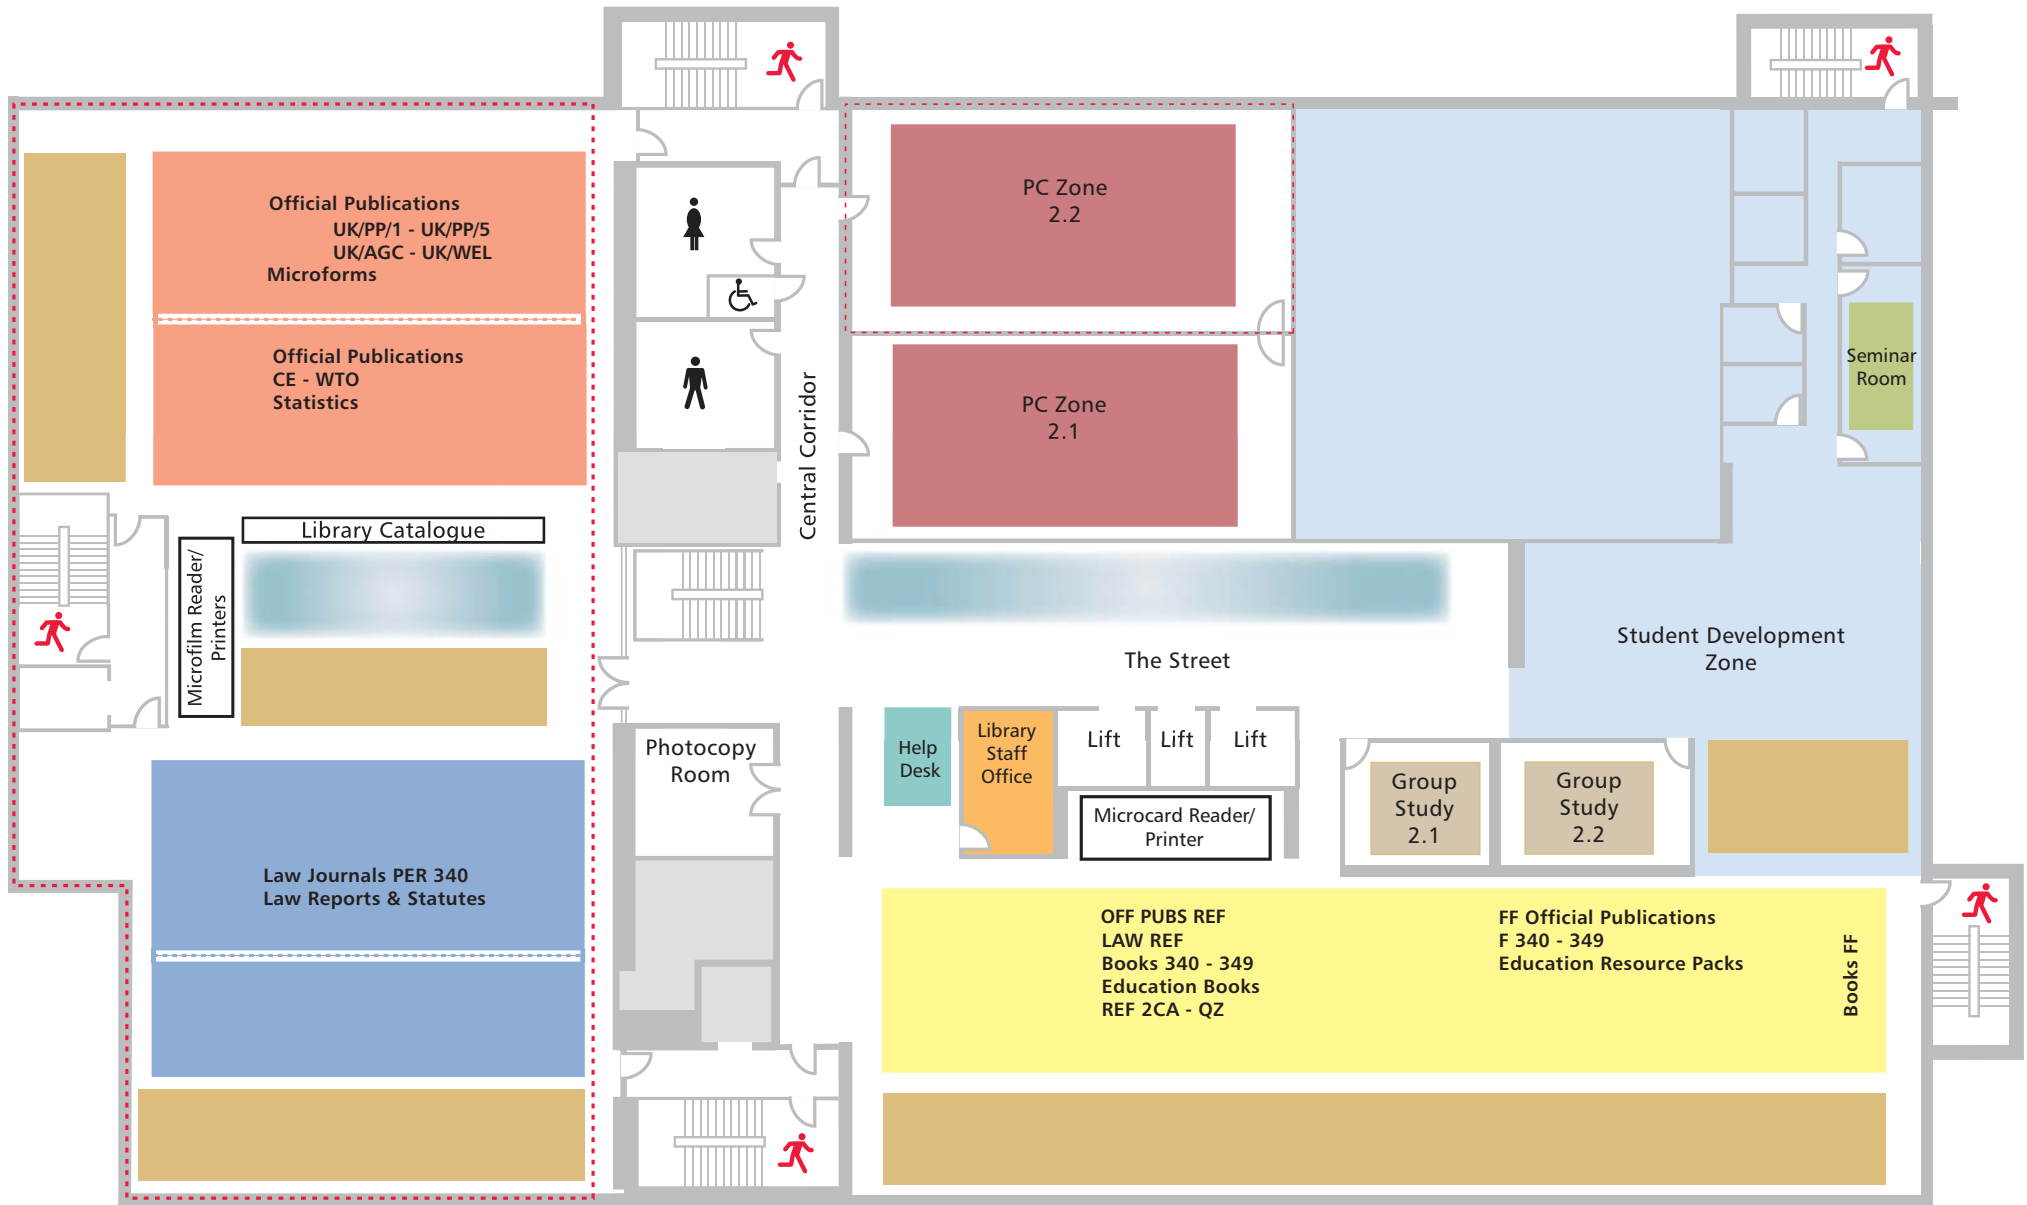 Official Publications
UK/PP/1 - UK/PP/5
UK/AGC - UK/WEL
Microforms
Official Publications
CE - WTO
Statistics
Library Catalogue
Microfilm Reader/
Printers
Law Journals PER 340
Law Reports & Statutes
Photocopy
Room
Central Corridor
PC Zone
2.2
PC Zone
2.1
Seminar
Room
The Street
Student Development
Zone
Help
Desk
Library
Staff
Office
Lift
Lift
Lift
Microcard Reader/
Printer
Group
Study
2.1
Group
Study
2.2
OFF PUBS REF
LAW REF
Books 340 - 349
Education Books
REF 2CA - QZ
FF Official Publications
F 340 - 349
Education Resource Packs
Books FF